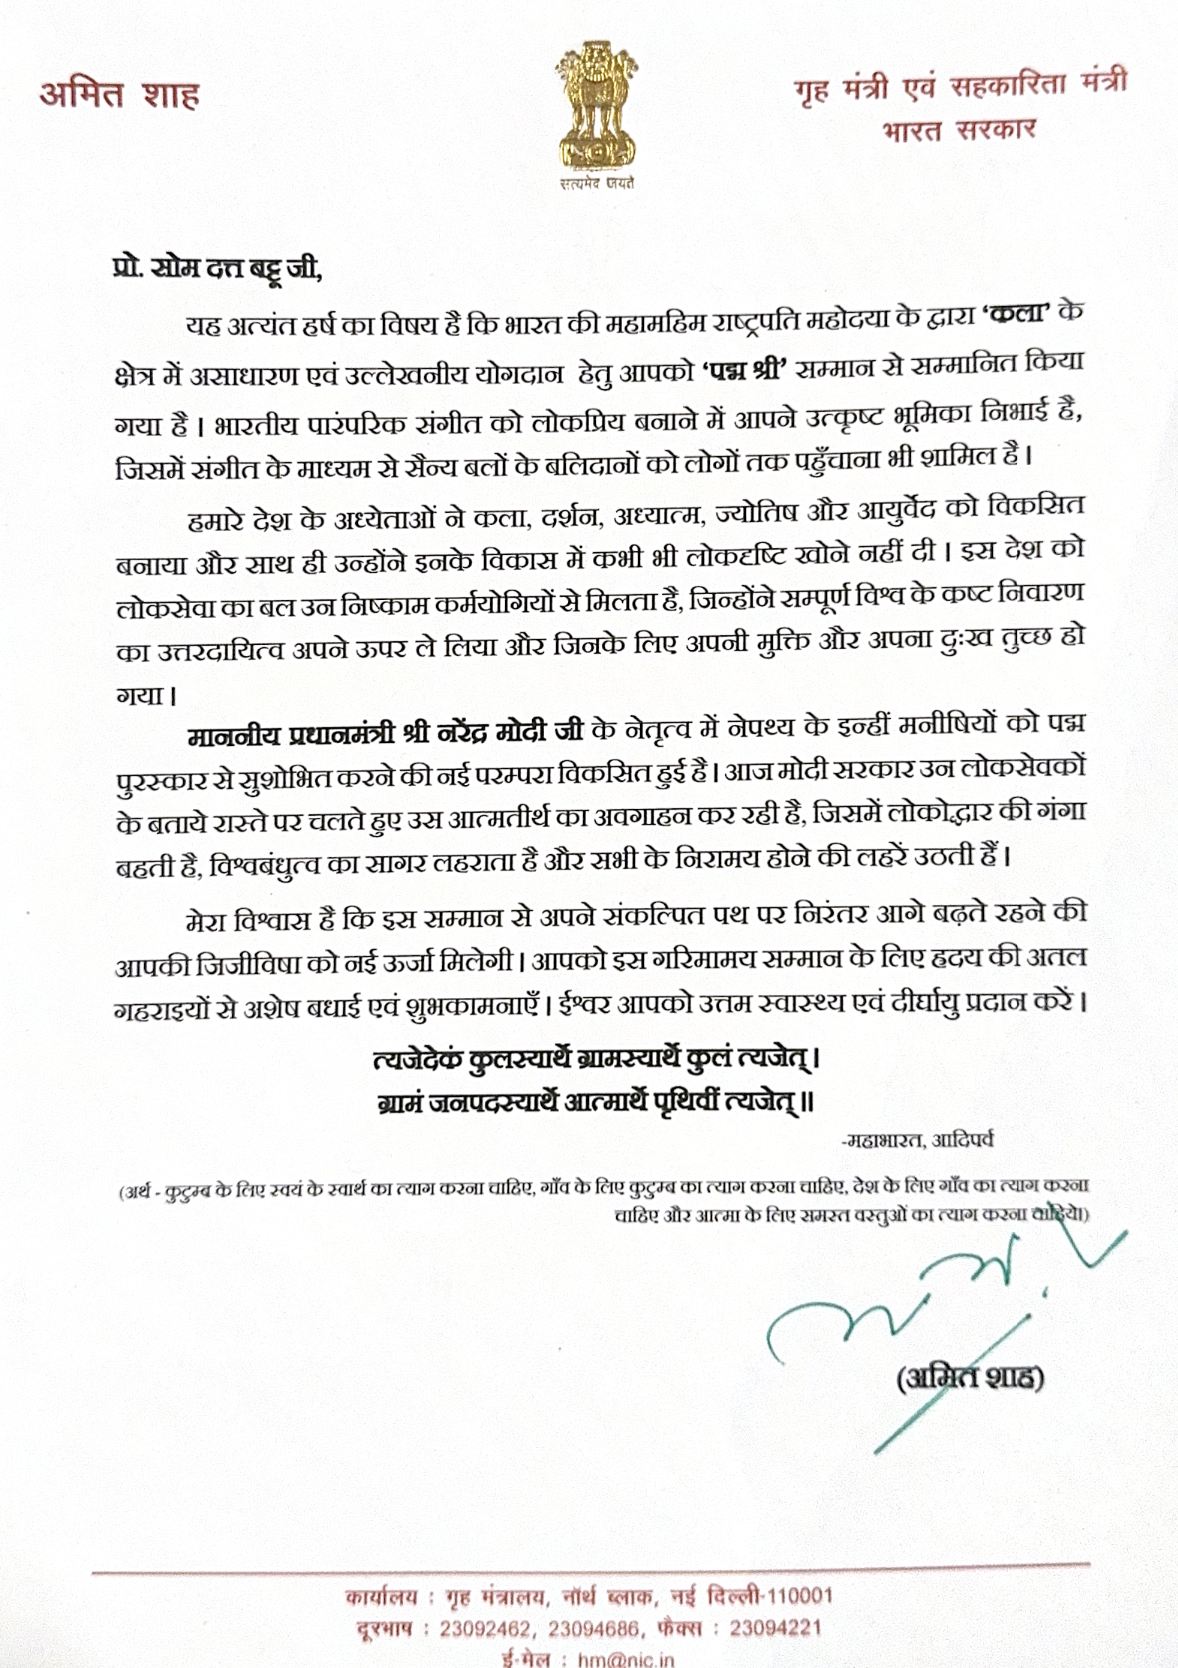 अमित शाह
गृह मंत्री एवं सहकारिता मंत्री
भारत सरकार
सत्यमेव जयते
प्रो. सोम दत्त बट्टू जी,
यह अत्यंत हर्ष का विषय है कि भारत की महामहिम राष्ट्रपति महोदया के द्वारा ‘कला’ के
क्षेत्र में असाधारण एवं उल्लेखनीय योगदान हेतु आपको ‘पद्म श्री’ सम्मान से सम्मानित किया
गया है। भारतीय पारंपरिक संगीत को लोकप्रिय बनाने में आपने उत्कृष्ट भूमिका निभाई है,
जिसमें संगीत के माध्यम से सैन्य बलों के बलिदानों को लोगों तक पहुँचाना भी शामिल है।
हमारे देश के अध्येताओं ने कला, दर्शन, अध्यात्म, ज्योतिष और आयुर्वेद को विकसित
बनाया और साथ ही उन्होंने इनके विकास में कभी भी लोकदृष्टि खोने नहीं दी। इस देश को
लोकसेवा का बल उन निष्काम कर्मयोगियों से मिलता है, जिन्होंने सम्पूर्ण विश्व के कष्ट निवारण
का उत्तरदायित्व अपने ऊपर ले लिया और जिनके लिए अपनी मुक्ति और अपना दुःख तुच्छ हो
गया।
माननीय प्रधानमंत्री श्री नरेंद्र मोदी जी के नेतृत्व में नेपथ्य के इन्हीं मनीषियों को पद्म
पुरस्कार से सुशोभित करने की नई परम्परा विकसित हुई है। आज मोदी सरकार उन लोकसेवकों
के बताये रास्ते पर चलते हुए उस आत्मतीर्थ का अवगाहन कर रही है, जिसमें लोकोद्धार की गंगा
बहती है, विश्वबंधुत्व का सागर लहराता है और सभी के निरामय होने की लहरें उठती हैं।
मेरा विश्वास है कि इस सम्मान से अपने संकल्पित पथ पर निरंतर आगे बढ़ते रहने की
आपकी जिजीविषा को नई ऊर्जा मिलेगी। आपको इस गरिमामय सम्मान के लिए हृदय की अतल
गहराइयों से अशेष बधाई एवं शुभकामनाएँ। ईश्वर आपको उत्तम स्वास्थ्य एवं दीर्घायु प्रदान करें।
त्यजेदेकं कुलस्यार्थे ग्रामस्यार्थे कुलं त्यजेत्।
ग्रामं जनपदस्यार्थे आत्मार्थे पृथिवीं त्यजेत्॥
-महाभारत, आदिपर्व
(अर्थ - कुटुम्ब के लिए स्वयं के स्वार्थ का त्याग करना चाहिए, गाँव के लिए कुटुम्ब का त्याग करना चाहिए, देश के लिए गाँव का त्याग करना
चाहिए और आत्मा के लिए समस्त वस्तुओं का त्याग करना चाहिये।)
(अमित शाह)
कार्यालय : गृह मंत्रालय, नॉर्थ ब्लाक, नई दिल्ली-110001
दूरभाष : 23092462, 23094686, फैक्स : 23094221
ई-मेल : hm@nic.in